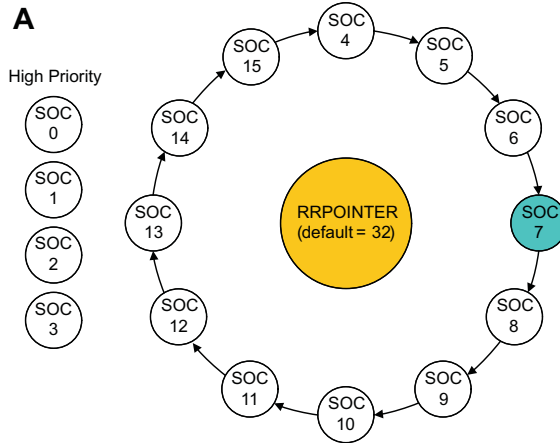 A
High Priority
SOC
0
SOC
1
SOC
2
SOC
3
SOC
4
SOC
5
SOC
6
SOC
7
SOC
8
SOC
9
SOC
10
SOC
11
SOC
12
SOC
13
SOC
14
SOC
15
RRPOINTER
(default = 32)